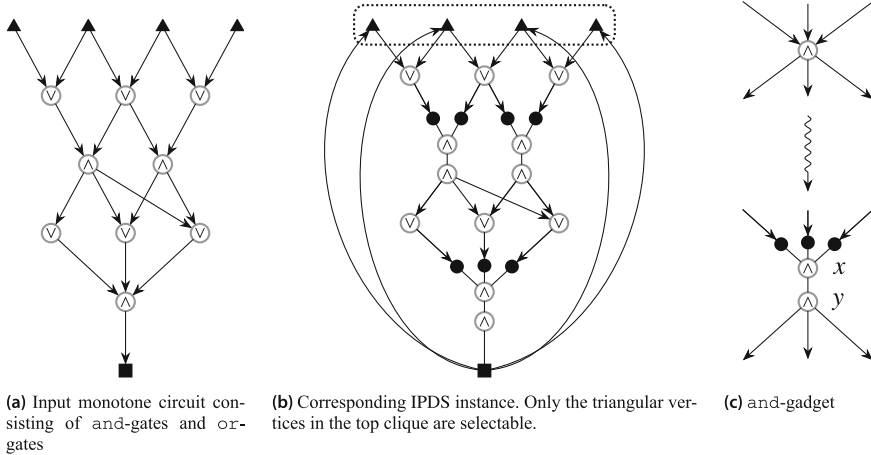 ∨ ∨ ∨
∧ ∧
∨ ∨ ∨
∧
∨ ∨ ∨
∧ ∧
∧ ∧
∨ ∨ ∨
∧
∧
∧
∧ x
∧ y
(a) Input monotone circuit con-
sisting of and-gates and or-
gates
(b) Corresponding IPDS instance. Only the triangular ver-
tices in the top clique are selectable.
(c) and-gadget